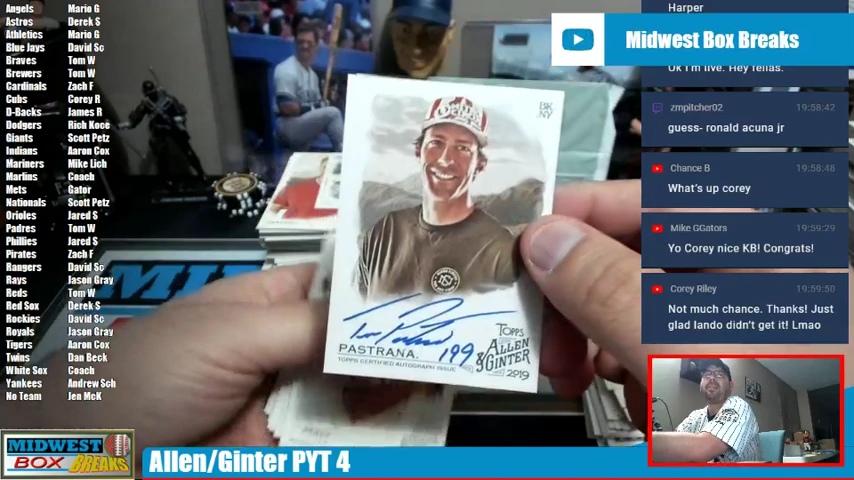 Angels Mario G
Astros Derek S
Athletics Mario G
Blue Jays David Sc
Braves Tom W
Brewers Tom W
Cardinals Zach F
Cubs Corey R
D-Backs James R
Dodgers Rich Koce
Giants Scott Petz
Indians Aaron Cox
Mariners Mike Lich
Marlins Coach
Mets Gator
Nationals Scott Petz
Orioles Jared S
Padres Tom W
Phillies Jared S
Pirates Zach F
Rangers David Sc
Rays Jason Gray
Reds Tom W
Red Sox Derek S
Rockies David Sc
Royals Jason Gray
Tigers Aaron Cox
Twins Dan Beck
White Sox Coach
Yankees Andrew Sch
No Team Jen McK
BK
NY
PASTRANA.
199
TOPPS CERTIFIED AUTOGRAPH ISSUE
TOPPS
ALLEN
& GINTER
2019
Harper
Midwest Box Breaks
Ok I'm live. Hey fellas.
zmpitcher02 19:58:42
guess- ronald acuna jr
Chance B 19:58:48
What's up corey
Mike GGators 19:59:29
Yo Corey nice KB! Congrats!
Corey Riley 19:59:50
Not much chance. Thanks! Just
glad lando didn't get it! Lmao
MIDWEST
BOX BREAKS
Allen/Ginter PYT 4